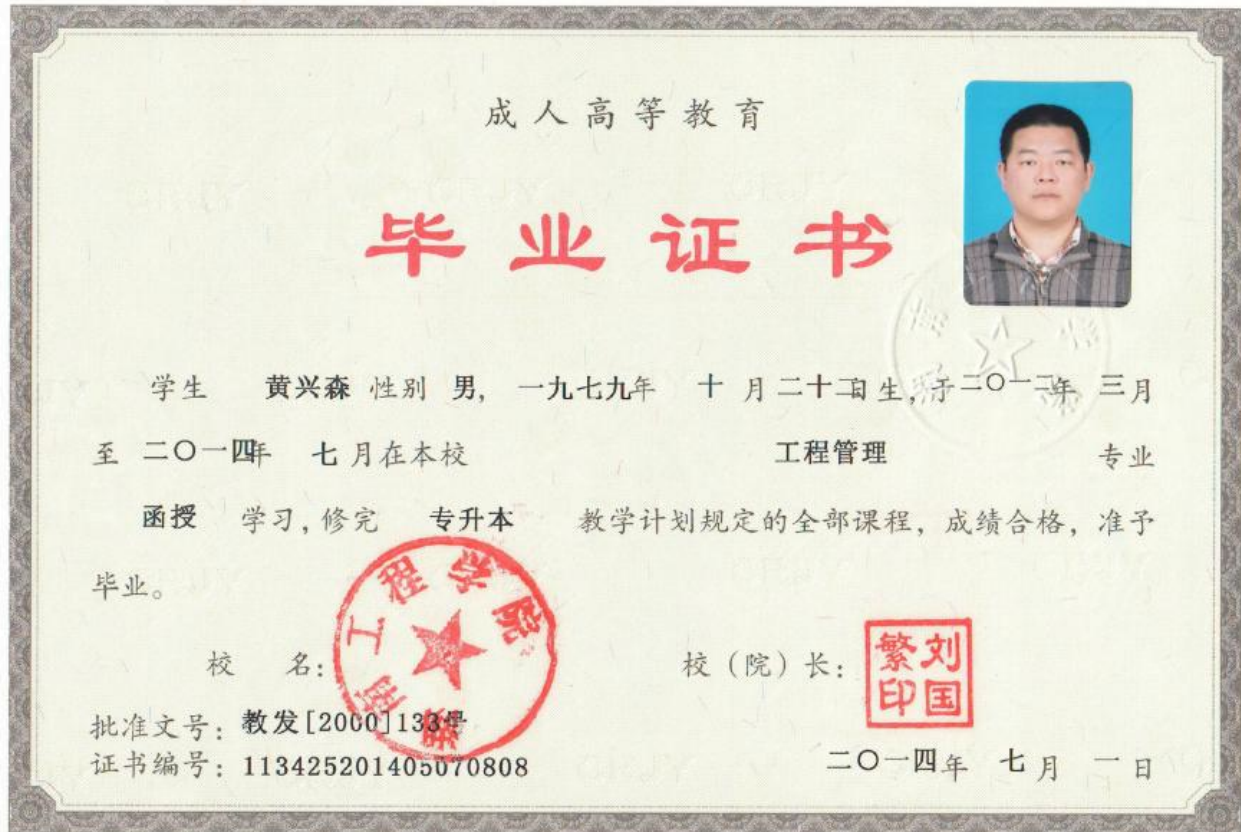 成人高等教育
毕业证书
学生 黄兴森 性别 男, 一九七九年 十 月 二十二日生,于二〇一二年 三月
至 二〇一四年 七 月在本校 工程管理 专业
函授 学习,修完 专升本 教学计划规定的全部课程,成绩合格,准予
毕业。
校 名: 工程学院
校(院)长: 刘国繁印
批准文号: 教发[2000]133号
证书编号: 113425201405070808
二〇一四年 七 月 一 日